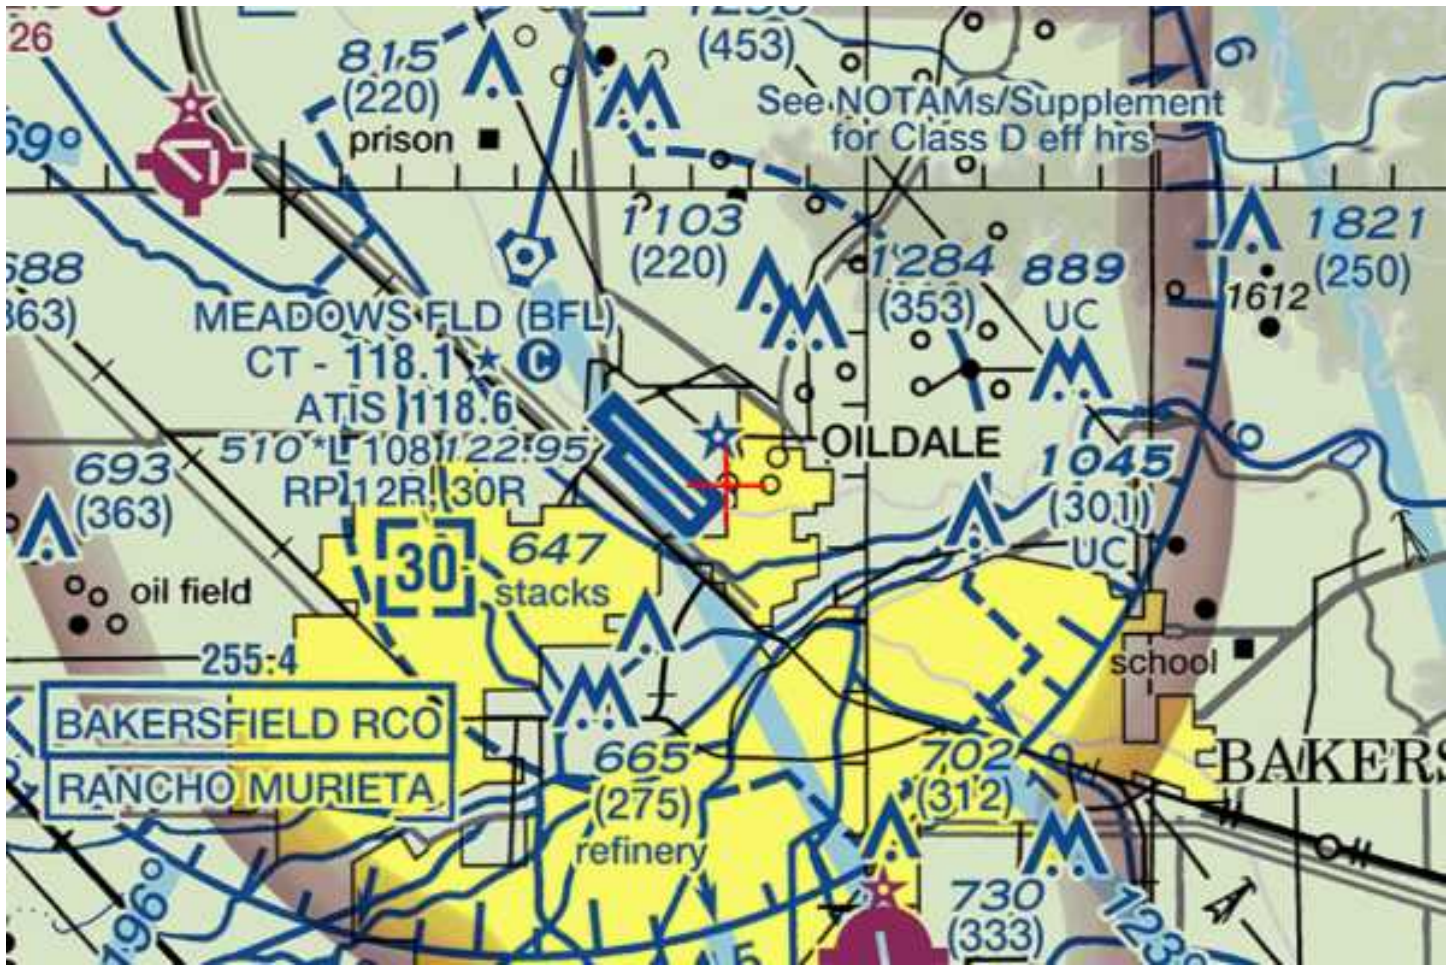 26
815
(220)
prison
(453)
See NOTAMs/Supplement
for Class D eff hrs
6
69°
1103
(220)
1284
(353)
889
UC
1821
(250)
1612
(363)
MEADOWS FLD (BFL)
CT - 118.1 ★ C
ATIS 118.6
510 *L 108 122.95
RP 12R, 30R
OILDALE
693
(363)
1045
(301)
UC
30
647
stacks
oil field
255.4
BAKERSFIELD RCO
RANCHO MURIETA
school
665
(275)
refinery
702
(312)
BAKERS
730
(333)
196°
123°